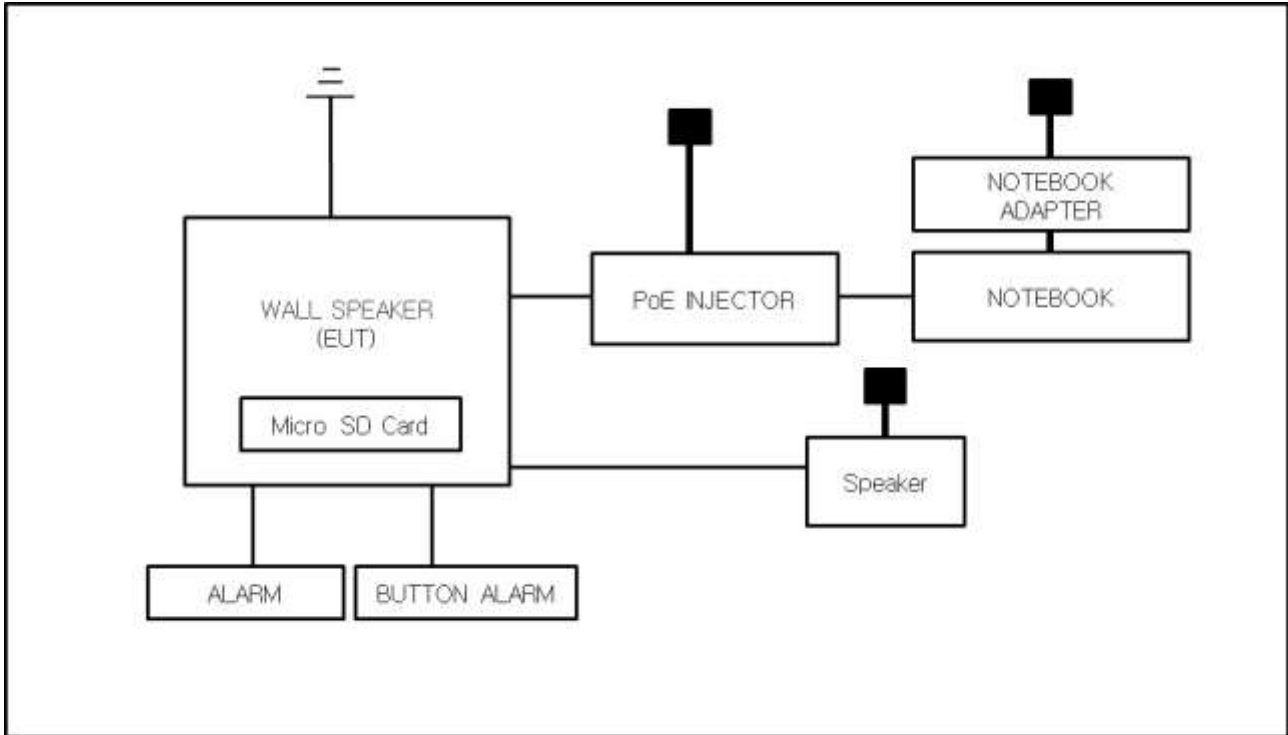 NOTEBOOK
ADAPTER
WALL SPEAKER
(EUT)
PoE INJECTOR
NOTEBOOK
Micro SD Card
Speaker
ALARM
BUTTON ALARM